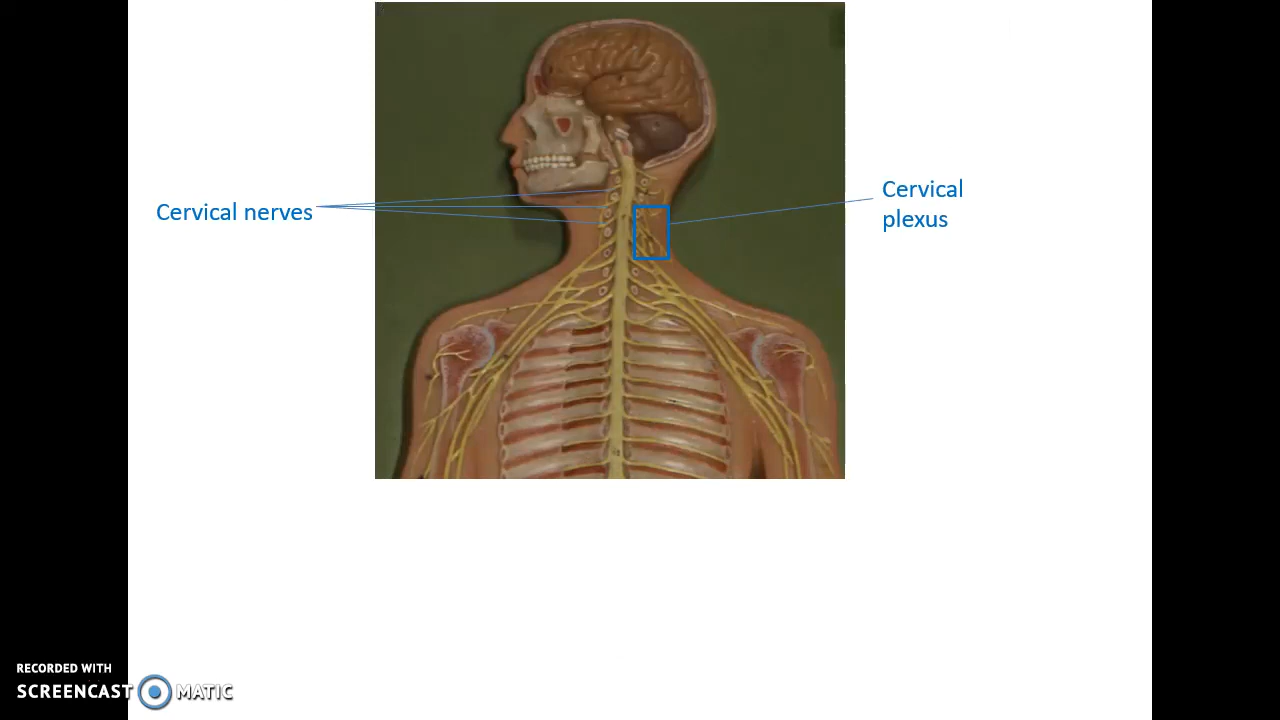 Cervical
plexus
Cervical nerves
RECORDED WITH
SCREENCAST MATIC